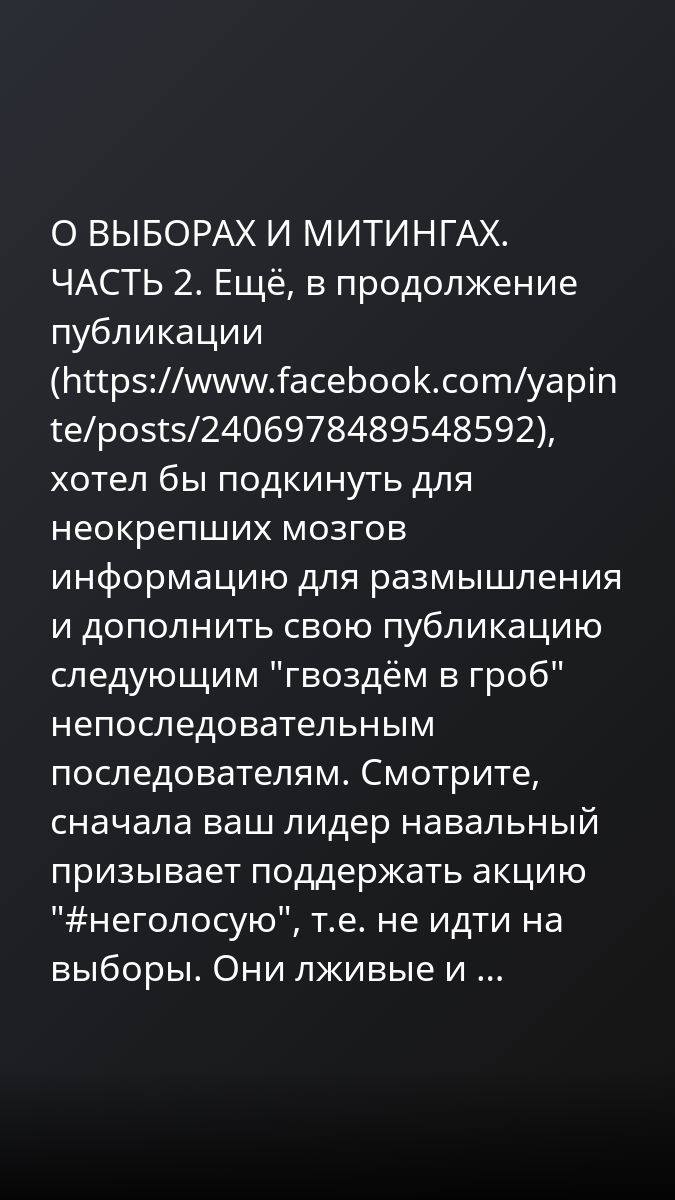 О ВЫБОРАХ И МИТИНГАХ.
ЧАСТЬ 2. Ещё, в продолжение
публикации
(https://www.facebook.com/yapin
te/posts/2406978489548592),
хотел бы подкинуть для
неокрепших мозгов
информацию для размышления
и дополнить свою публикацию
следующим "гвоздём в гроб"
непоследовательным
последователям. Смотрите,
сначала ваш лидер навальный
призывает поддержать акцию
"#неголосую", т.е. не идти на
выборы. Они лживые и ...